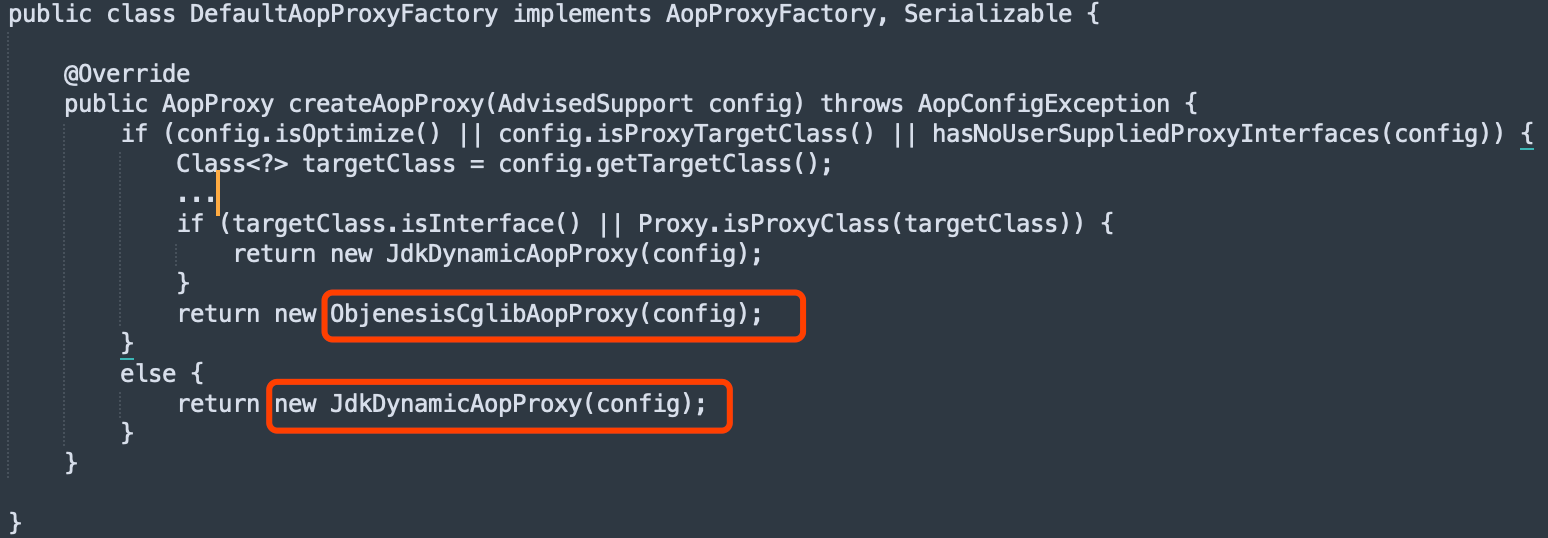 public class DefaultAopProxyFactory implements AopProxyFactory, Serializable {
@Override
public AopProxy createAopProxy(AdvisedSupport config) throws AopConfigException {
if (config.isOptimize() || config.isProxyTargetClass() || hasNoUserSuppliedProxyInterfaces(config)) {
Class<?> targetClass = config.getTargetClass();
...
if (targetClass.isInterface() || Proxy.isProxyClass(targetClass)) {
return new JdkDynamicAopProxy(config);
}
return new ObjenesisCglibAopProxy(config);
}
else {
return new JdkDynamicAopProxy(config);
}
}
}